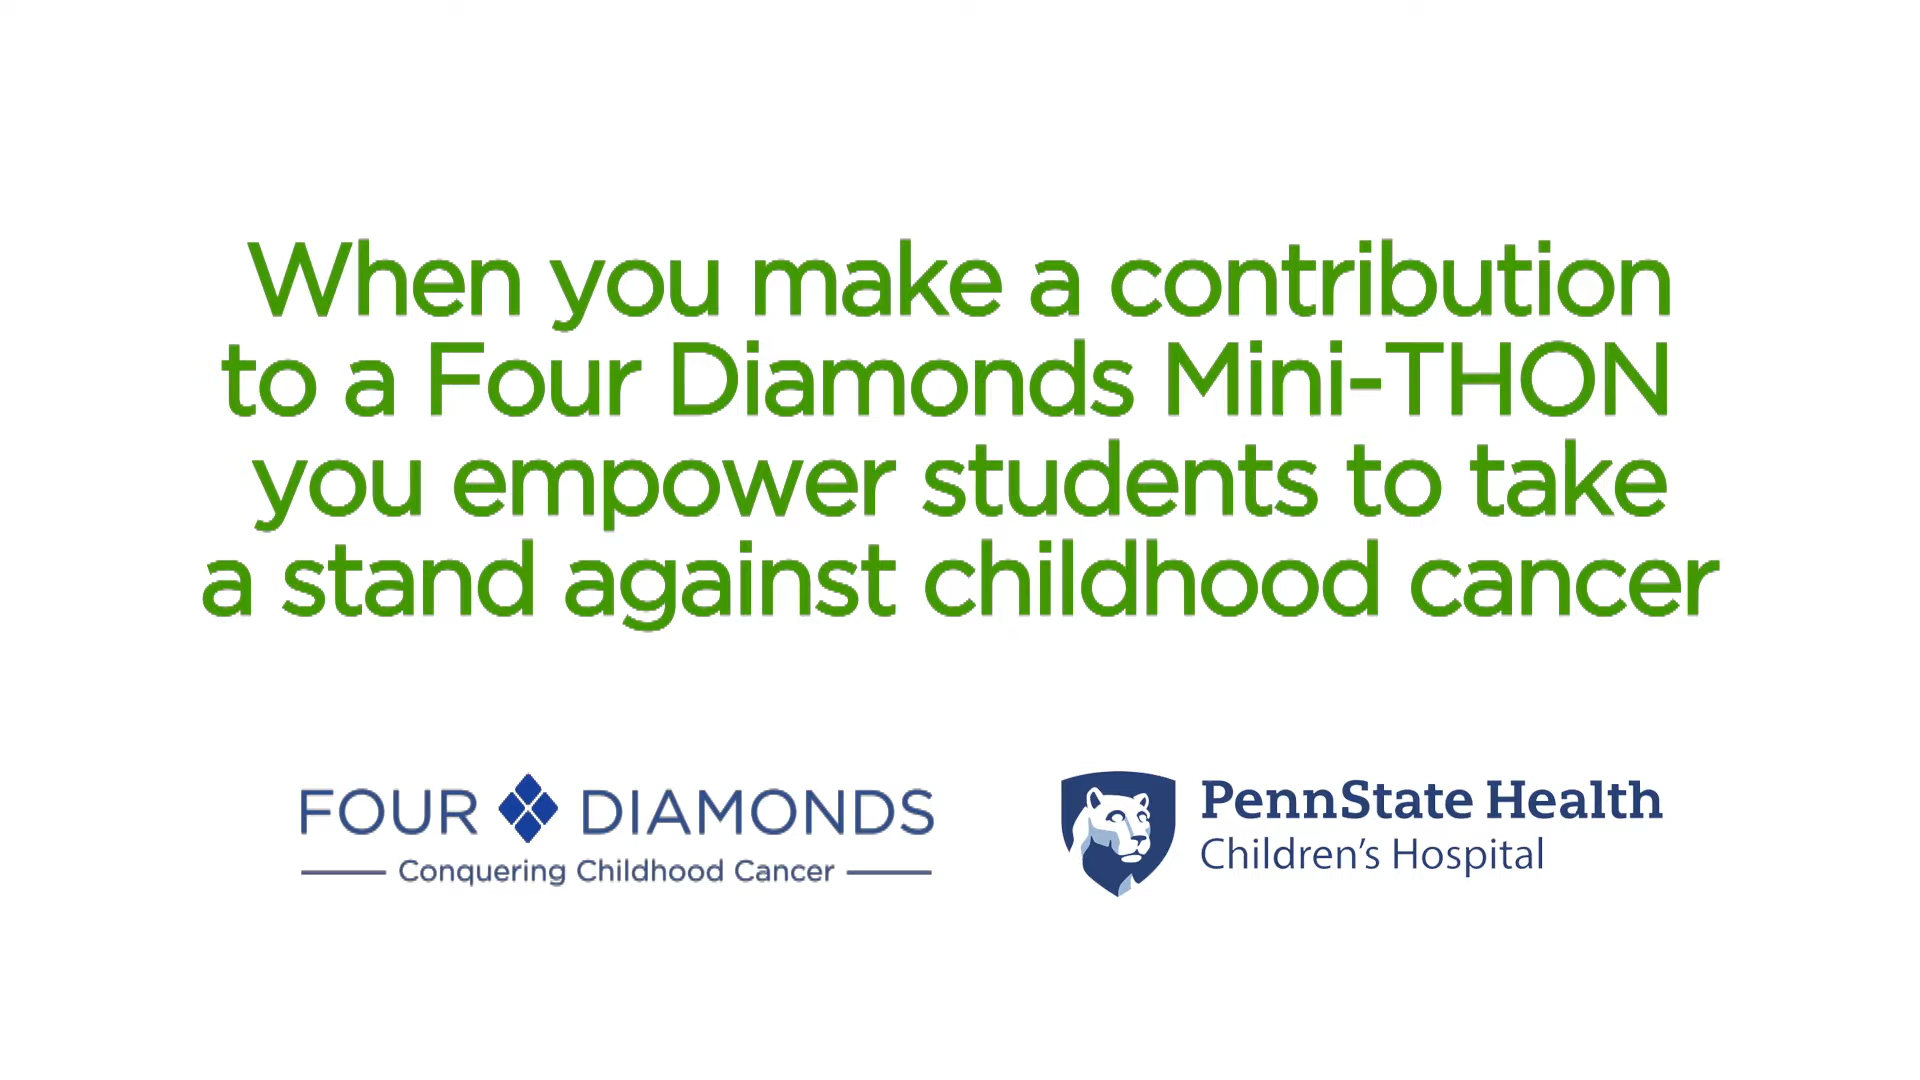 When you make a contribution
to a Four Diamonds Mini-THON
you empower students to take
a stand against childhood cancer
FOUR DIAMONDS
Conquering Childhood Cancer
PennState Health
Children's Hospital